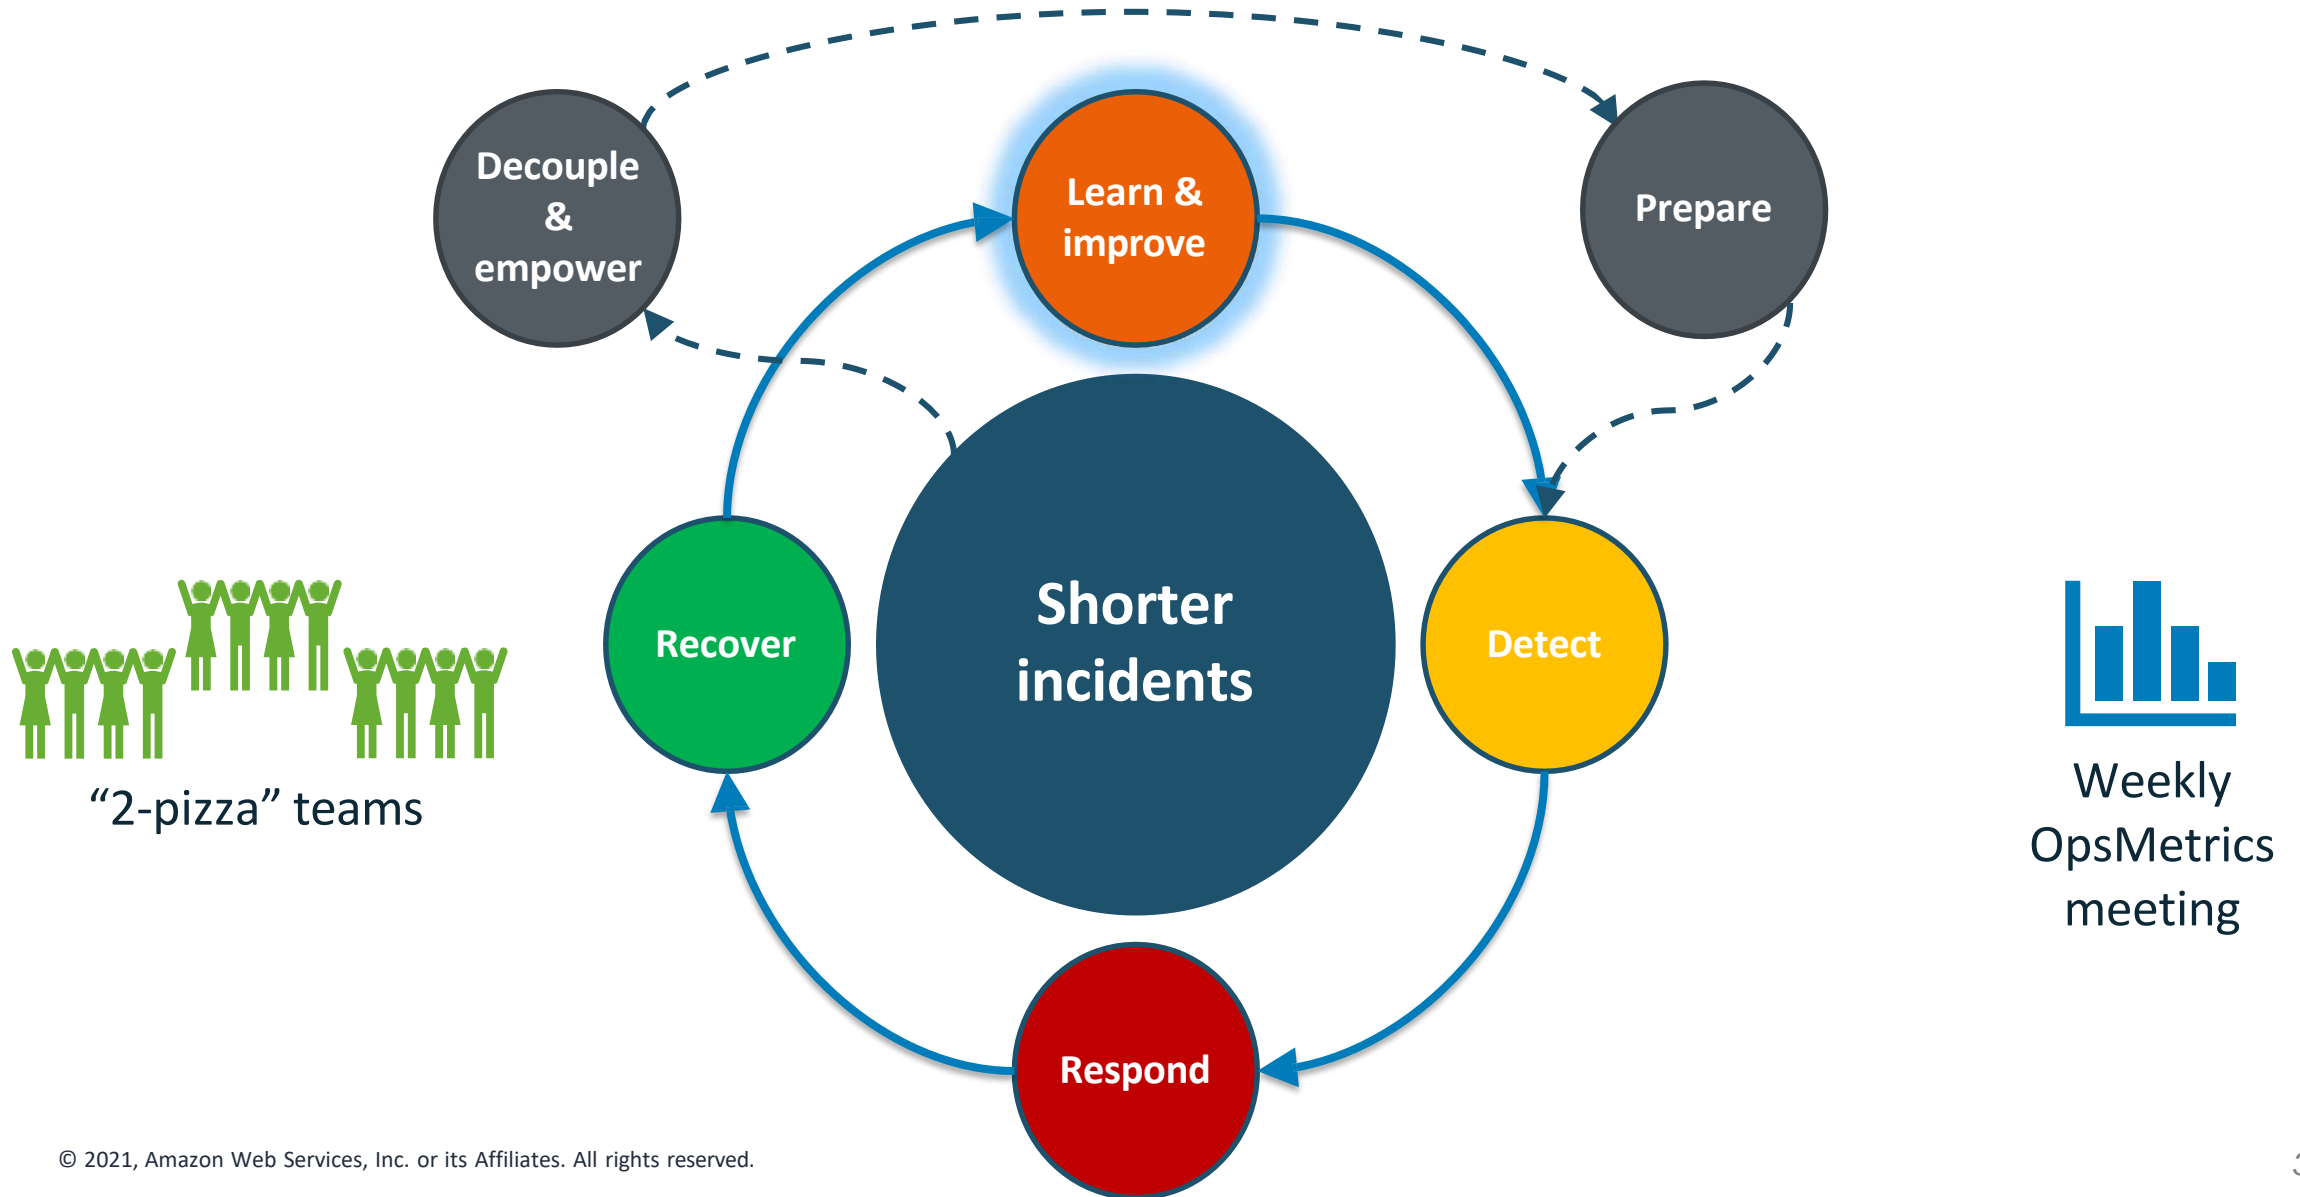 Decouple
&
empower
Learn &
improve
Prepare
Shorter
incidents
Recover
Detect
"2-pizza" teams
Weekly
OpsMetrics
meeting
Respond
© 2021, Amazon Web Services, Inc. or its Affiliates. All rights reserved.